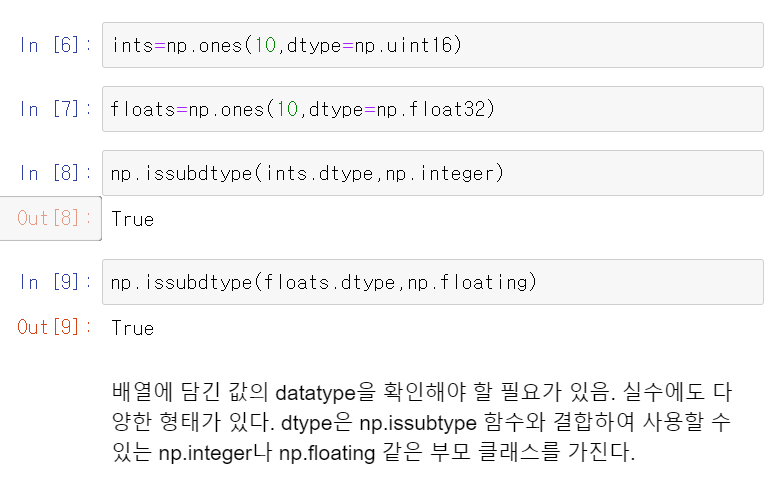 In [6]: ints=np.ones(10,dtype=np.uint16)
In [7]: floats=np.ones(10,dtype=np.float32)
In [8]: np.issubdtype(ints.dtype,np.integer)
Out[8]: True
In [9]: np.issubdtype(floats.dtype,np.floating)
Out[9]: True
배열에 담긴 값의 datatype을 확인해야 할 필요가 있음. 실수에도 다
양한 형태가 있다. dtype은 np.issubtype 함수와 결합하여 사용할 수
있는 np.integer나 np.floating 같은 부모 클래스를 가진다.